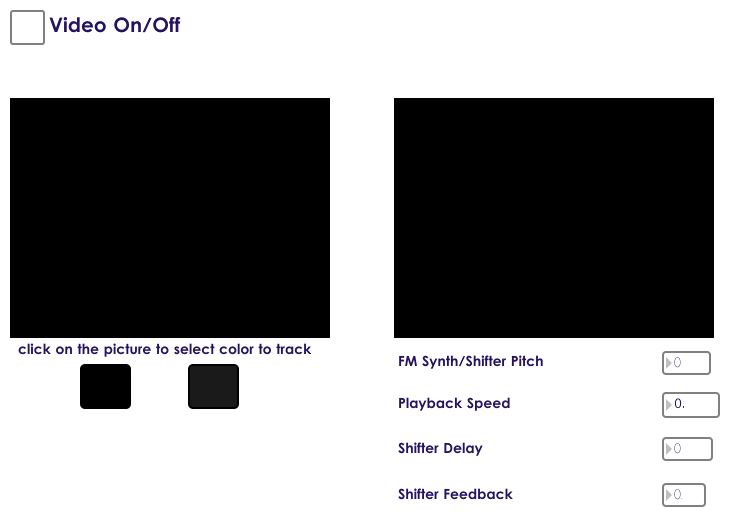 Video On/Off
click on the picture to select color to track
FM Synth/Shifter Pitch 0
Playback Speed 0.
Shifter Delay 0
Shifter Feedback 0